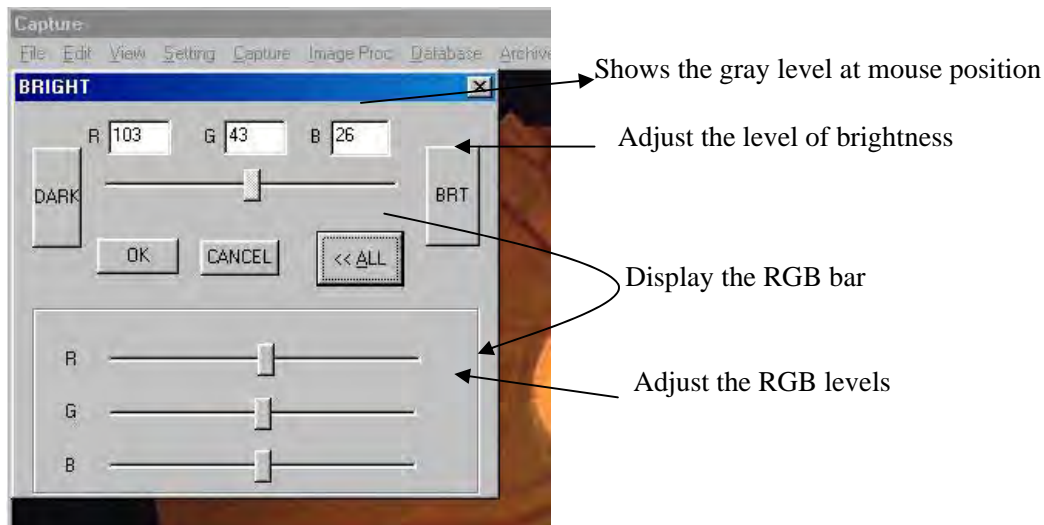 Capture
File Edit View Setting Capture Image Proc Database Archive
Shows the gray level at mouse position
BRIGHT
R 103 G 43 B 26
Adjust the level of brightness
DARK
BRT
OK CANCEL << ALL
Display the RGB bar
R
Adjust the RGB levels
G
B